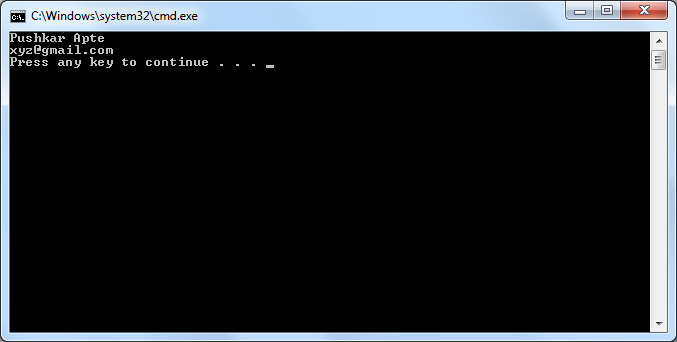 C:\Windows\system32\cmd.exe
Pushkar Apte
xyz@gmail.com
Press any key to continue . . . _